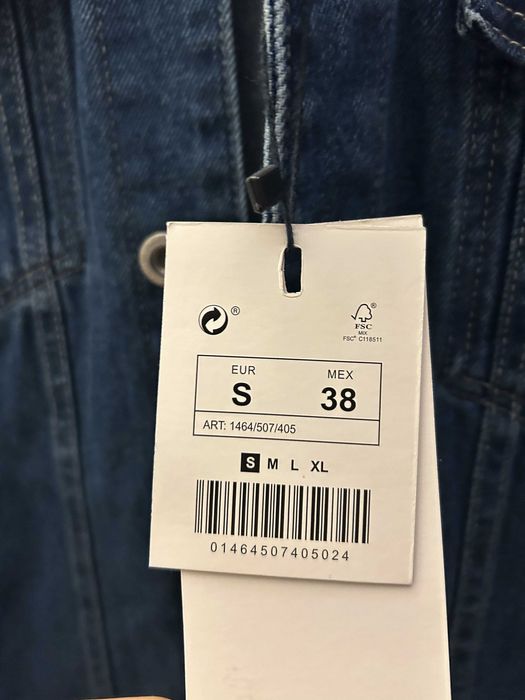 ®
®
FSC
MIX
FSC® C118511
EUR MEX
S 38
ART: 1464/507/405
S M L XL
01464507405024